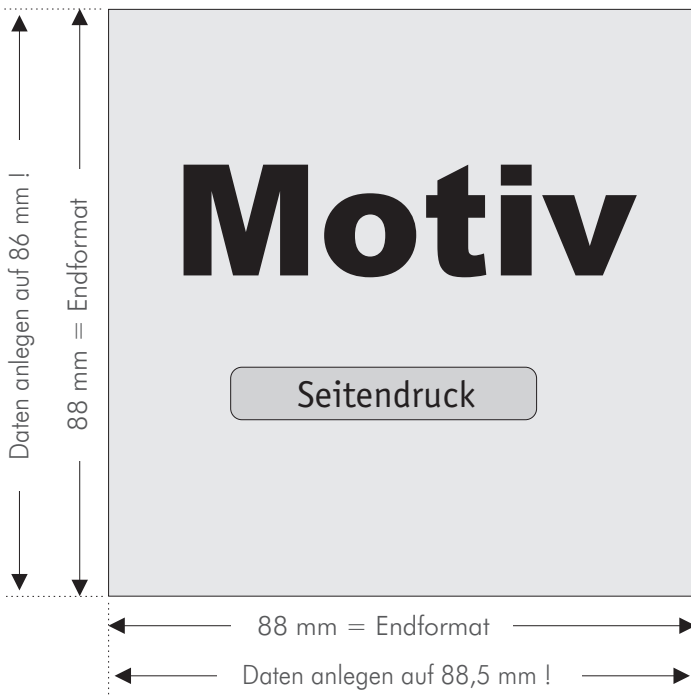 Daten anlegen auf 86 mm !
88 mm = Endformat
Motiv
Seitendruck
88 mm = Endformat
Daten anlegen auf 88,5 mm !